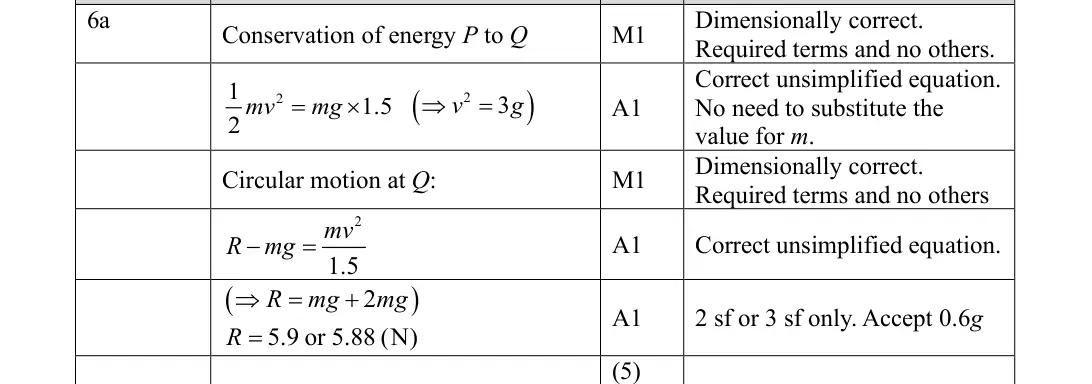 6a
Conservation of energy P to Q
M1
Dimensionally correct.
Required terms and no others.
1/2 mv² = mg × 1.5 (⇒ v² = 3g)
A1
Correct unsimplified equation.
No need to substitute the
value for m.
Circular motion at Q:
M1
Dimensionally correct.
Required terms and no others
R − mg = mv²/1.5
A1
Correct unsimplified equation.
(⇒ R = mg + 2mg)
R = 5.9 or 5.88 (N)
A1
2 sf or 3 sf only. Accept 0.6g
(5)